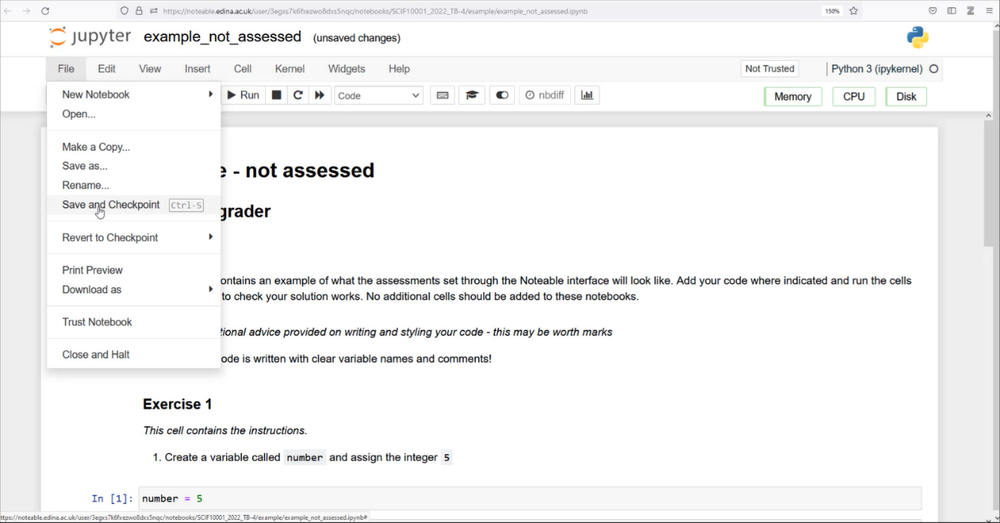 https://noteable.edina.ac.uk/user/3egxs7k6fxezwo8dxs5nqc/notebooks/SCIF10001_2022_TB-4/example/example_not_assessed.ipynb 150%
jupyter example_not_assessed (unsaved changes)
File Edit View Insert Cell Kernel Widgets Help Not Trusted Python 3 (ipykernel)
New Notebook Run Code nbdiff Memory CPU Disk
Open...
Make a Copy...
Save as... e - not assessed
Rename...
Save and Checkpoint Ctrl-S grader
Revert to Checkpoint
Print Preview
ontains an example of what the assessments set through the Noteable interface will look like. Add your code where indicated and run the cells
Download as
to check your solution works. No additional cells should be added to these notebooks.
Trust Notebook
tional advice provided on writing and styling your code - this may be worth marks
Close and Halt ode is written with clear variable names and comments!
Exercise 1
This cell contains the instructions.
1. Create a variable called number and assign the integer 5
In [1]: number = 5
ttps://noteable.edina.ac.uk/user/3egxs7k6fxezwo8dxs5nqc/notebooks/SCIF10001_2022_TB-4/example/example_not_assessed.ipynb#